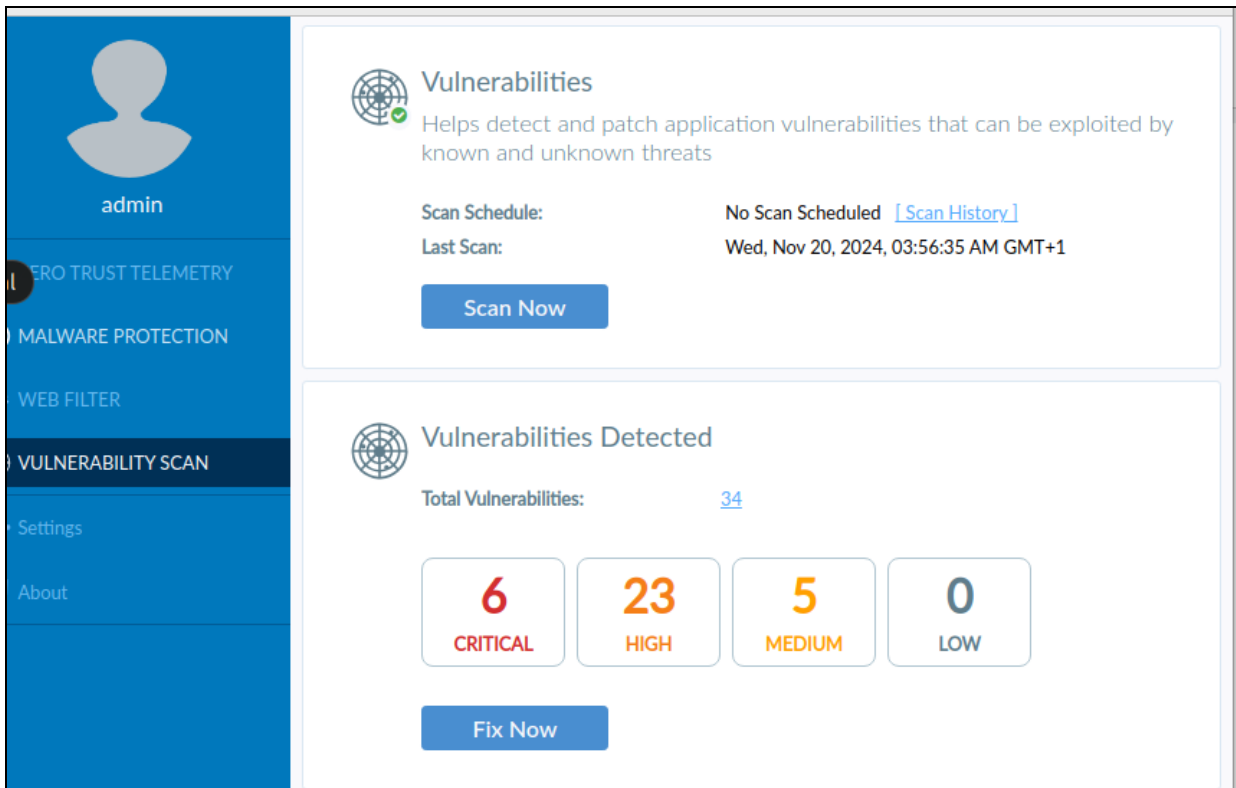 admin
ERO TRUST TELEMETRY
MALWARE PROTECTION
WEB FILTER
VULNERABILITY SCAN
Settings
About
Vulnerabilities
Helps detect and patch application vulnerabilities that can be exploited by
known and unknown threats
Scan Schedule: No Scan Scheduled [ Scan History ]
Last Scan: Wed, Nov 20, 2024, 03:56:35 AM GMT+1
Scan Now
Vulnerabilities Detected
Total Vulnerabilities: 34
6 23 5 0
CRITICAL HIGH MEDIUM LOW
Fix Now